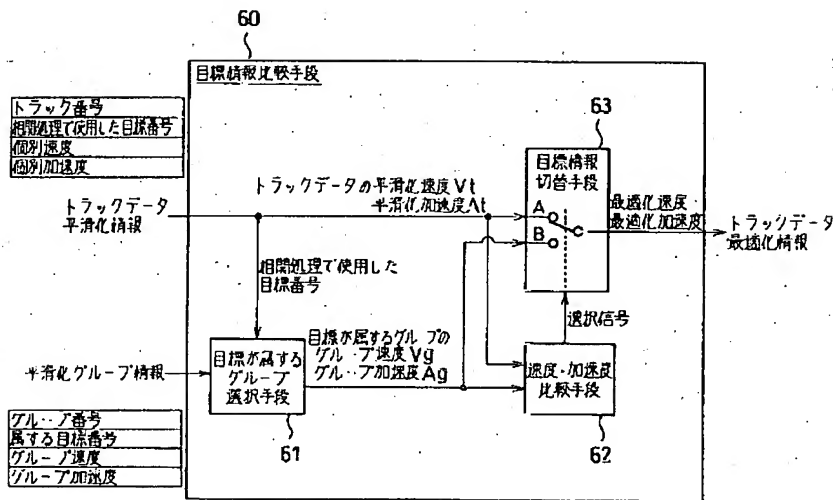 60
目標情報比較手段
トラック番号
相関処理で使用した目標番号
個別速度
個別加速度
63
目標情報
切替手段
トラックデータの平滑化速度Vt
平滑化加速度At
A
B
最適化速度
最適化加速度
トラックデータ
平滑化情報
トラックデータ
最適化情報
相関処理で使用した
目標番号
選択信号
平滑化グループ情報
目標が属する
グループ
選択手段
61
目標が属するグループの
グループ速度Vg
グループ加速度Ag
速度・加速度
比較手段
62
グループ番号
属する目標番号
グループ速度
グループ加速度